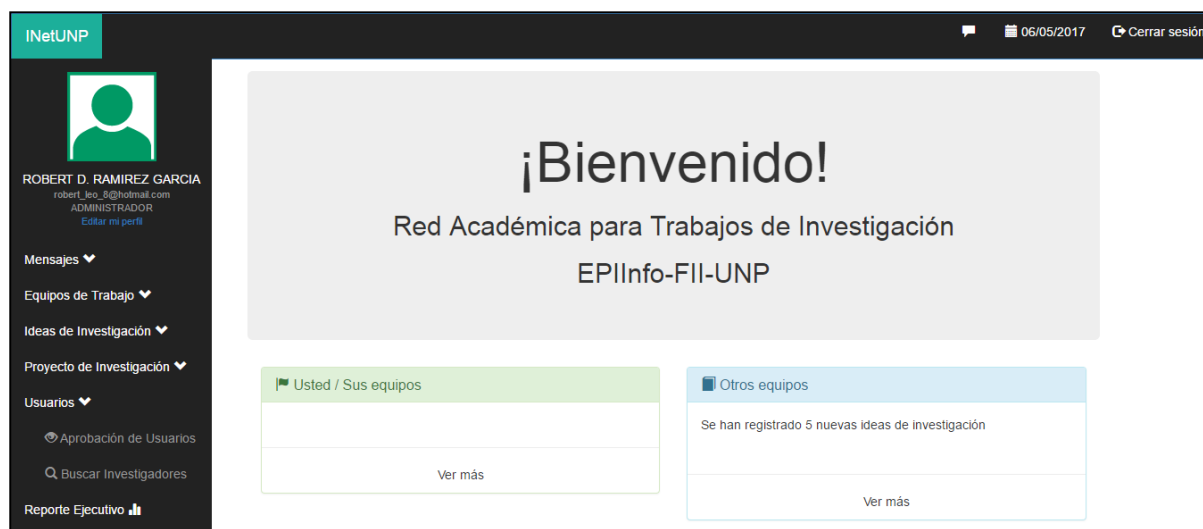 INetUNP
06/05/2017
Cerrar sesión
ROBERT D. RAMIREZ GARCIA
robert_leo_8@hotmail.com
ADMINISTRADOR
Editar mi perfil
Mensajes
Equipos de Trabajo
Ideas de Investigación
Proyecto de Investigación
Usuarios
Aprobación de Usuarios
Buscar Investigadores
Reporte Ejecutivo
¡Bienvenido!
Red Académica para Trabajos de Investigación
EPIInfo-FII-UNP
Usted / Sus equipos
Ver más
Otros equipos
Se han registrado 5 nuevas ideas de investigación
Ver más